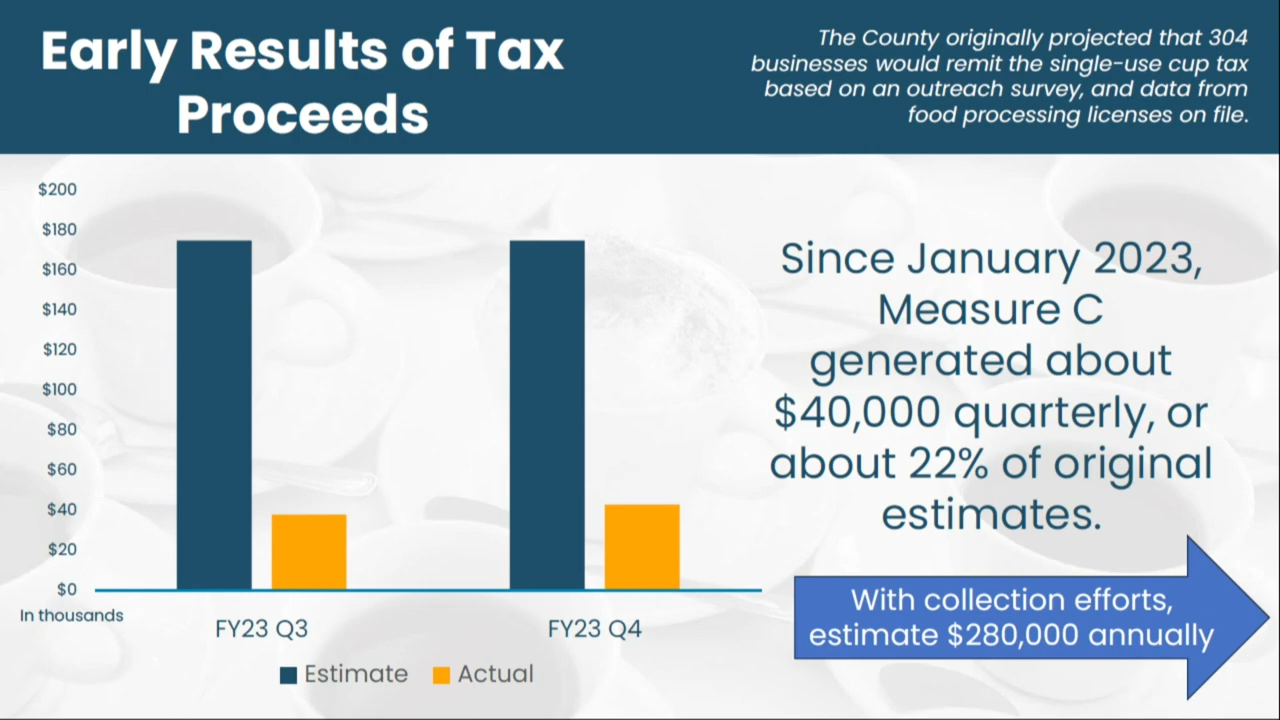 Early Results of Tax
Proceeds
The County originally projected that 304
businesses would remit the single-use cup tax
based on an outreach survey, and data from
food processing licenses on file.
$200
$180
$160
$140
$120
$100
$80
$60
$40
$20
$0
In thousands
FY23 Q3
FY23 Q4
Estimate
Actual
Since January 2023,
Measure C
generated about
$40,000 quarterly, or
about 22% of original
estimates.
With collection efforts,
estimate $280,000 annually